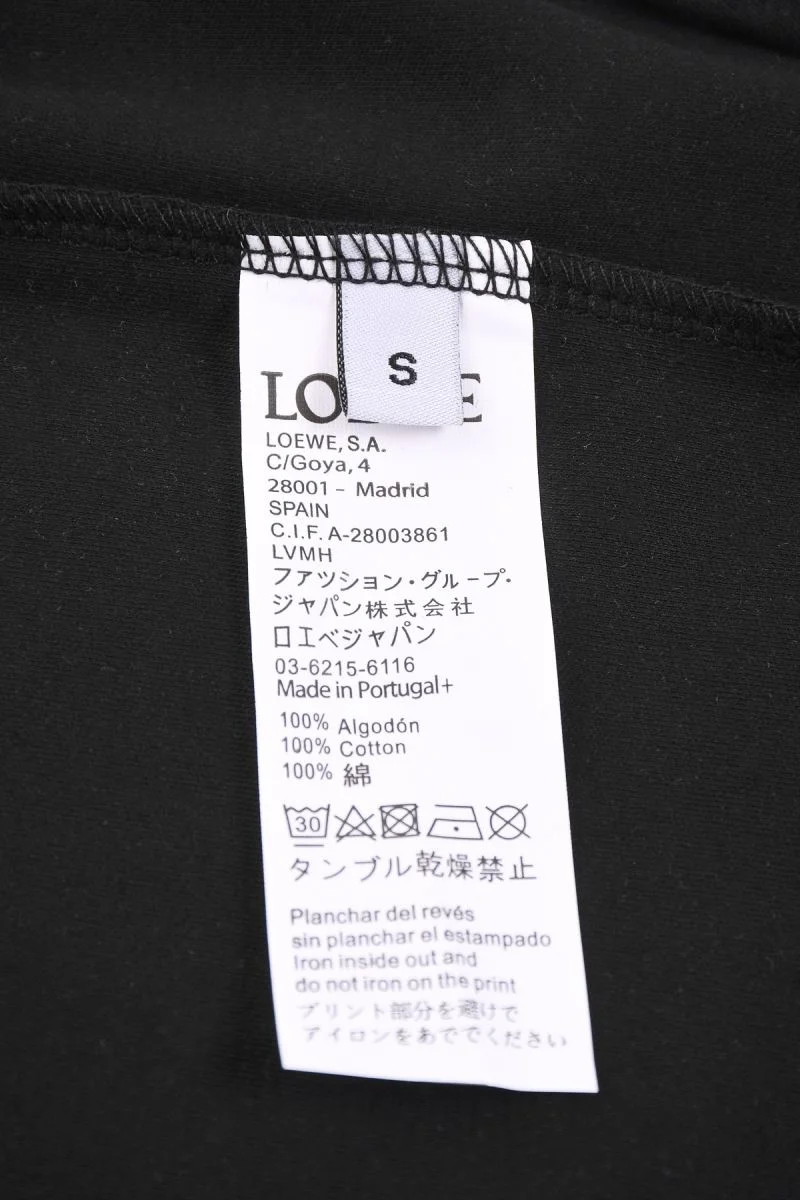 S
LOEWE
LOEWE, S.A.
C/Goya, 4
28001 - Madrid
SPAIN
C.I.F. A-28003861
LVMH
ファツション・グループ・
ジャパン株式会社
ロエベジャパン
03-6215-6116
Made in Portugal+
100% Algodón
100% Cotton
100% 綿
30
タンブル乾燥禁止
Planchar del revés
sin planchar el estampado
Iron inside out and
do not iron on the print
プリント部分を避けで
アイロンをあででください